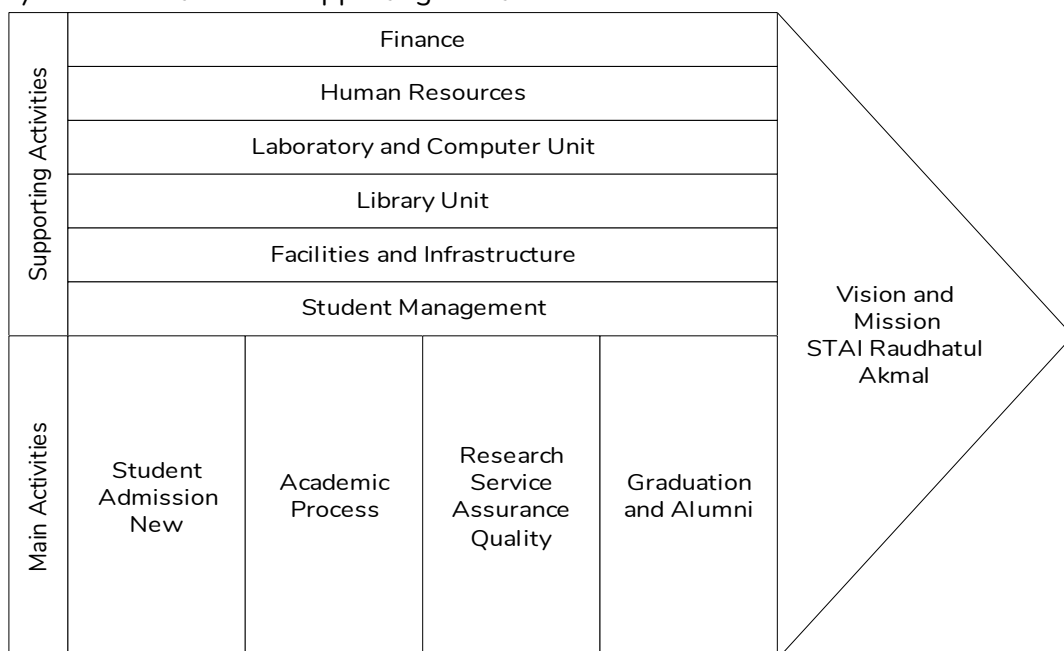 Supporting Activities
Finance
Human Resources
Laboratory and Computer Unit
Library Unit
Facilities and Infrastructure
Student Management
Vision and
Mission
STAI Raudhatul
Akmal
Main Activities
Student
Admission
New
Academic
Process
Research
Service
Assurance
Quality
Graduation
and Alumni